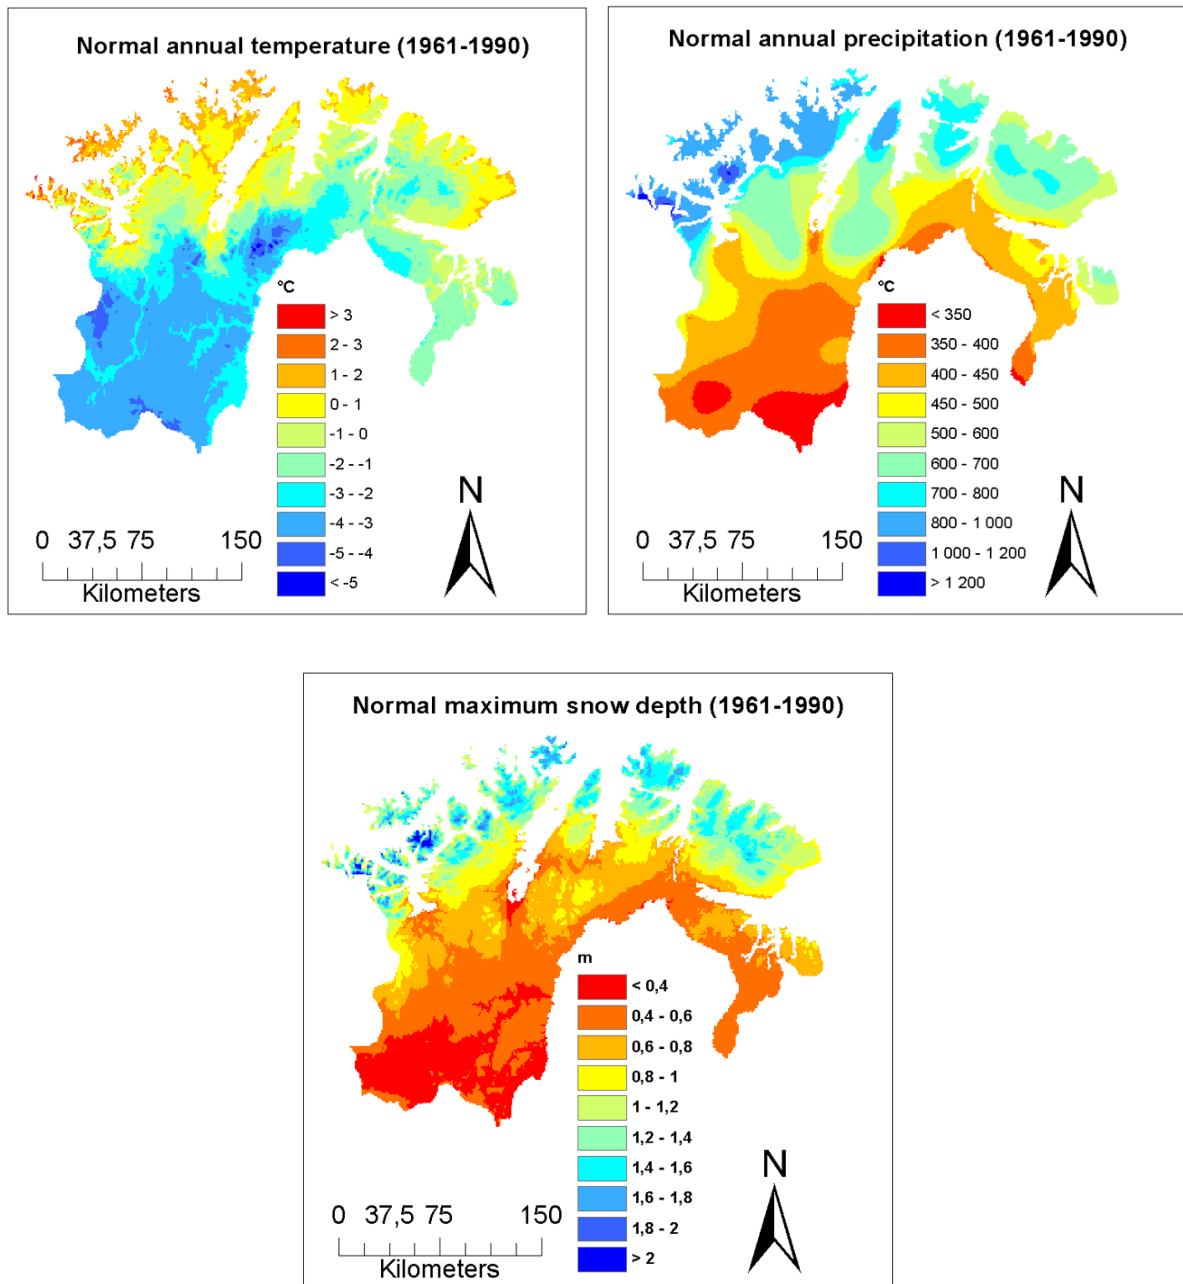 Normal annual temperature (1961-1990)
°C
> 3
2 - 3
1 - 2
0 - 1
-1 - 0
-2 - -1
-3 - -2
-4 - -3
-5 - -4
< -5
N
0 37,5 75 150
Kilometers
Normal annual precipitation (1961-1990)
°C
< 350
350 - 400
400 - 450
450 - 500
500 - 600
600 - 700
700 - 800
800 - 1 000
1 000 - 1 200
> 1 200
N
0 37,5 75 150
Kilometers
Normal maximum snow depth (1961-1990)
m
< 0,4
0,4 - 0,6
0,6 - 0,8
0,8 - 1
1 - 1,2
1,2 - 1,4
1,4 - 1,6
1,6 - 1,8
1,8 - 2
> 2
N
0 37,5 75 150
Kilometers